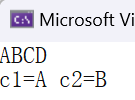 Microsoft Vi
ABCD
c1=A c2=B